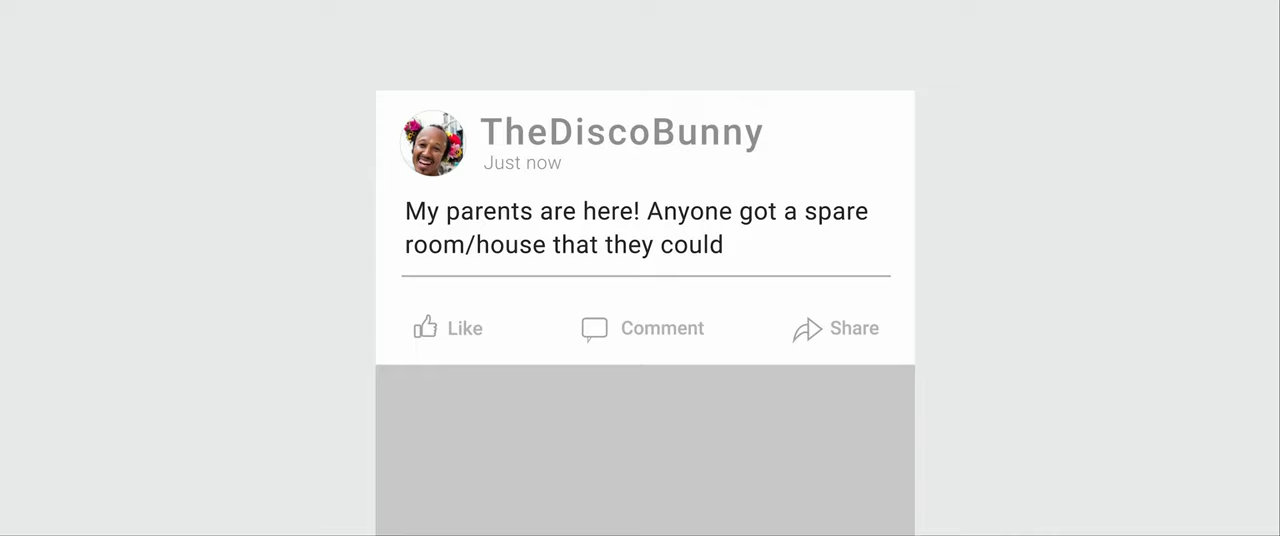 TheDiscoBunny
Just now
My parents are here! Anyone got a spare
room/house that they could
Like
Comment
Share